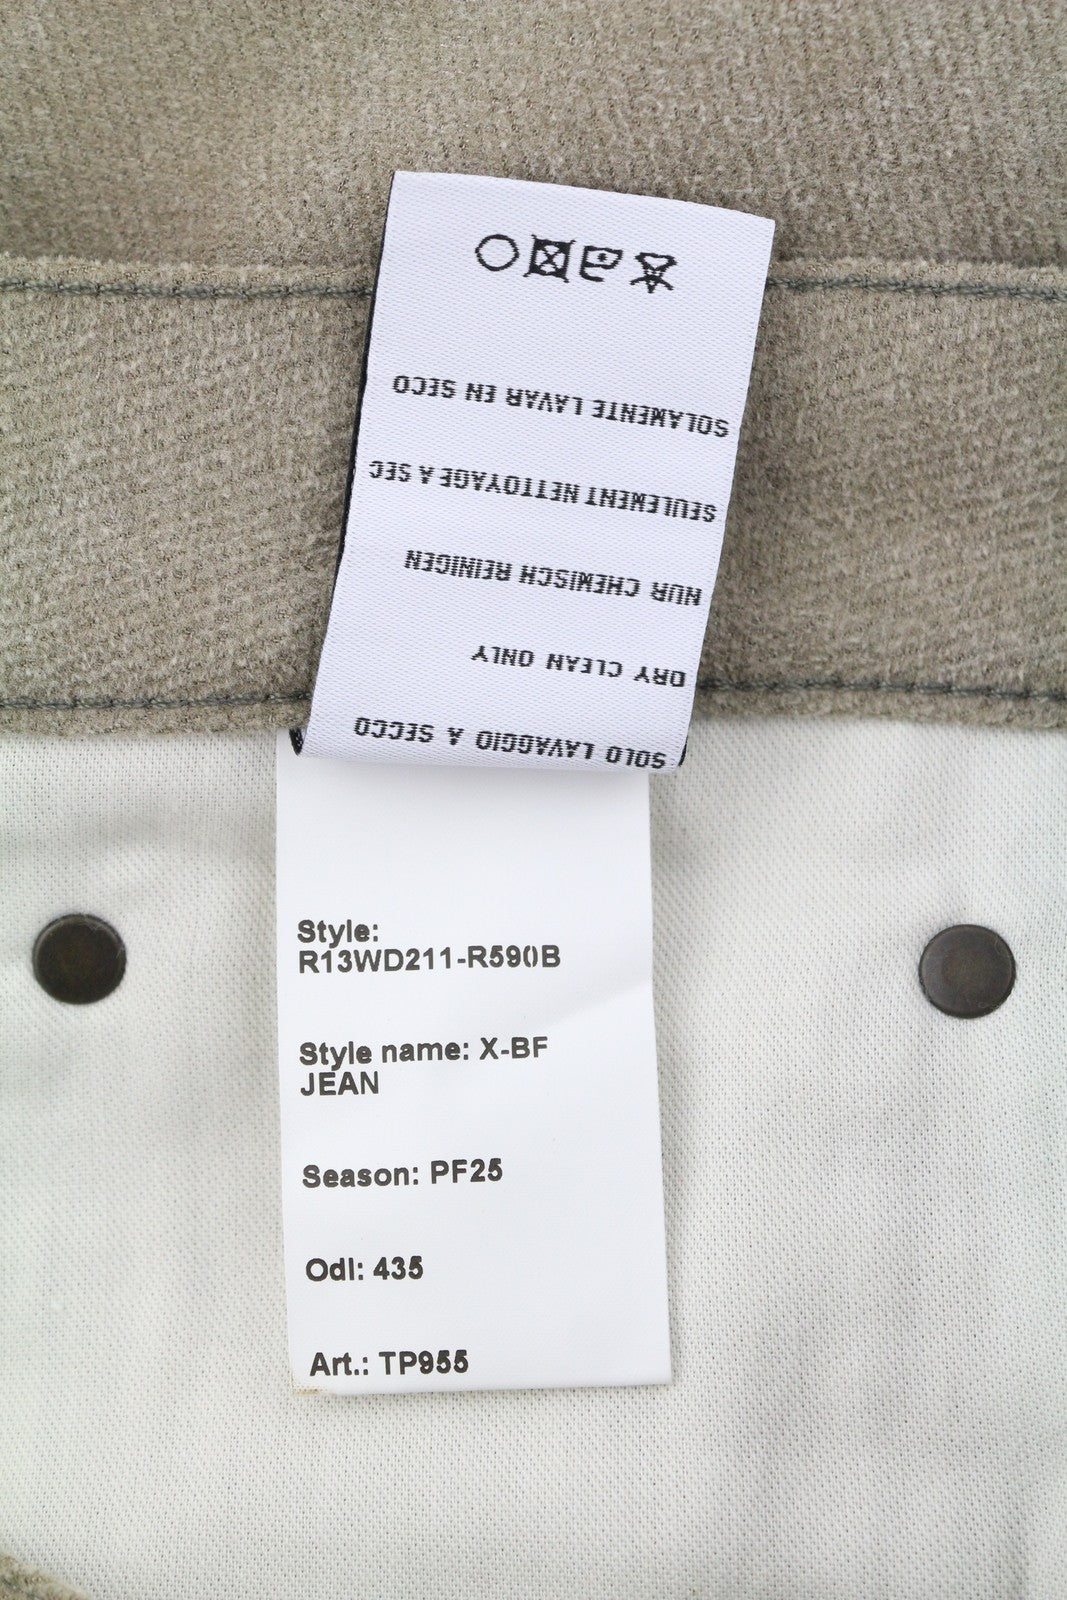 SOLO LAVAGGIO A SECCO
DRY CLEAN ONLY
NUR CHEMISCH REINIGEN
SEULEMENT NETTOYAGE A SEC
SOLAMENTE LAVAR EN SECO
Style:
R13WD211-R590B
Style name: X-BF
JEAN
Season: PF25
Odl: 435
Art.: TP955